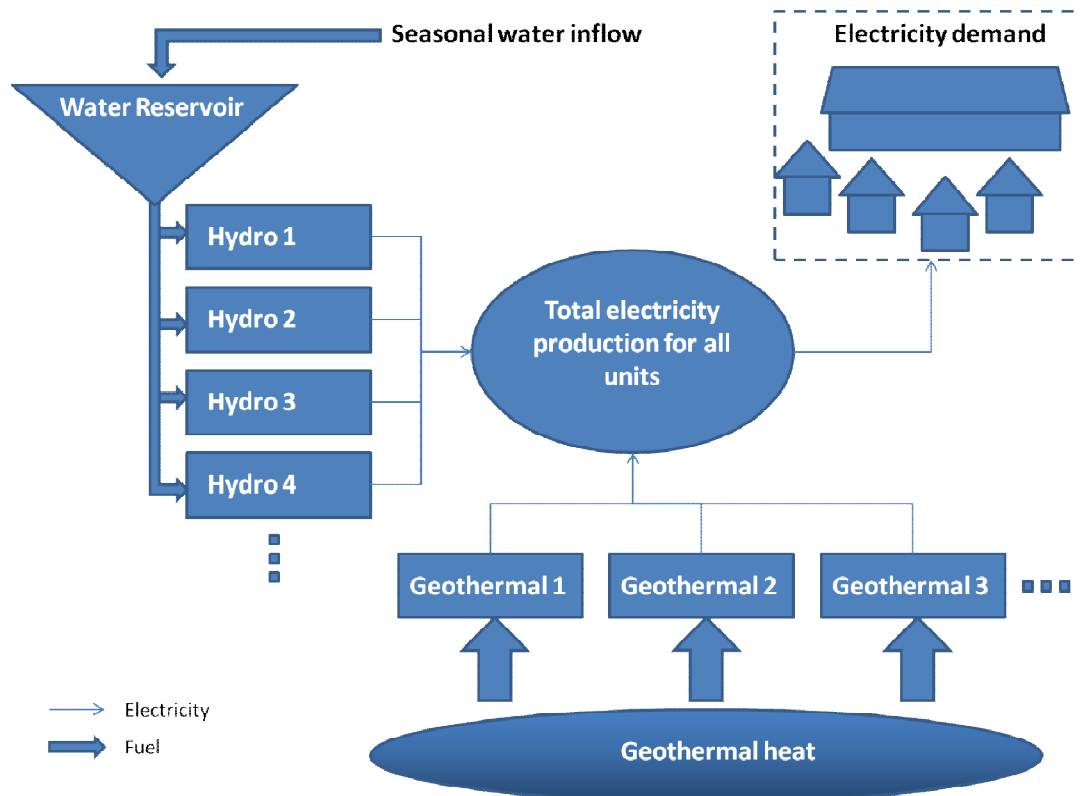 Seasonal water inflow
Electricity demand
Water Reservoir
Hydro 1
Hydro 2
Hydro 3
Hydro 4
Total electricity
production for all
units
Geothermal 1
Geothermal 2
Geothermal 3
Geothermal heat
Electricity
Fuel